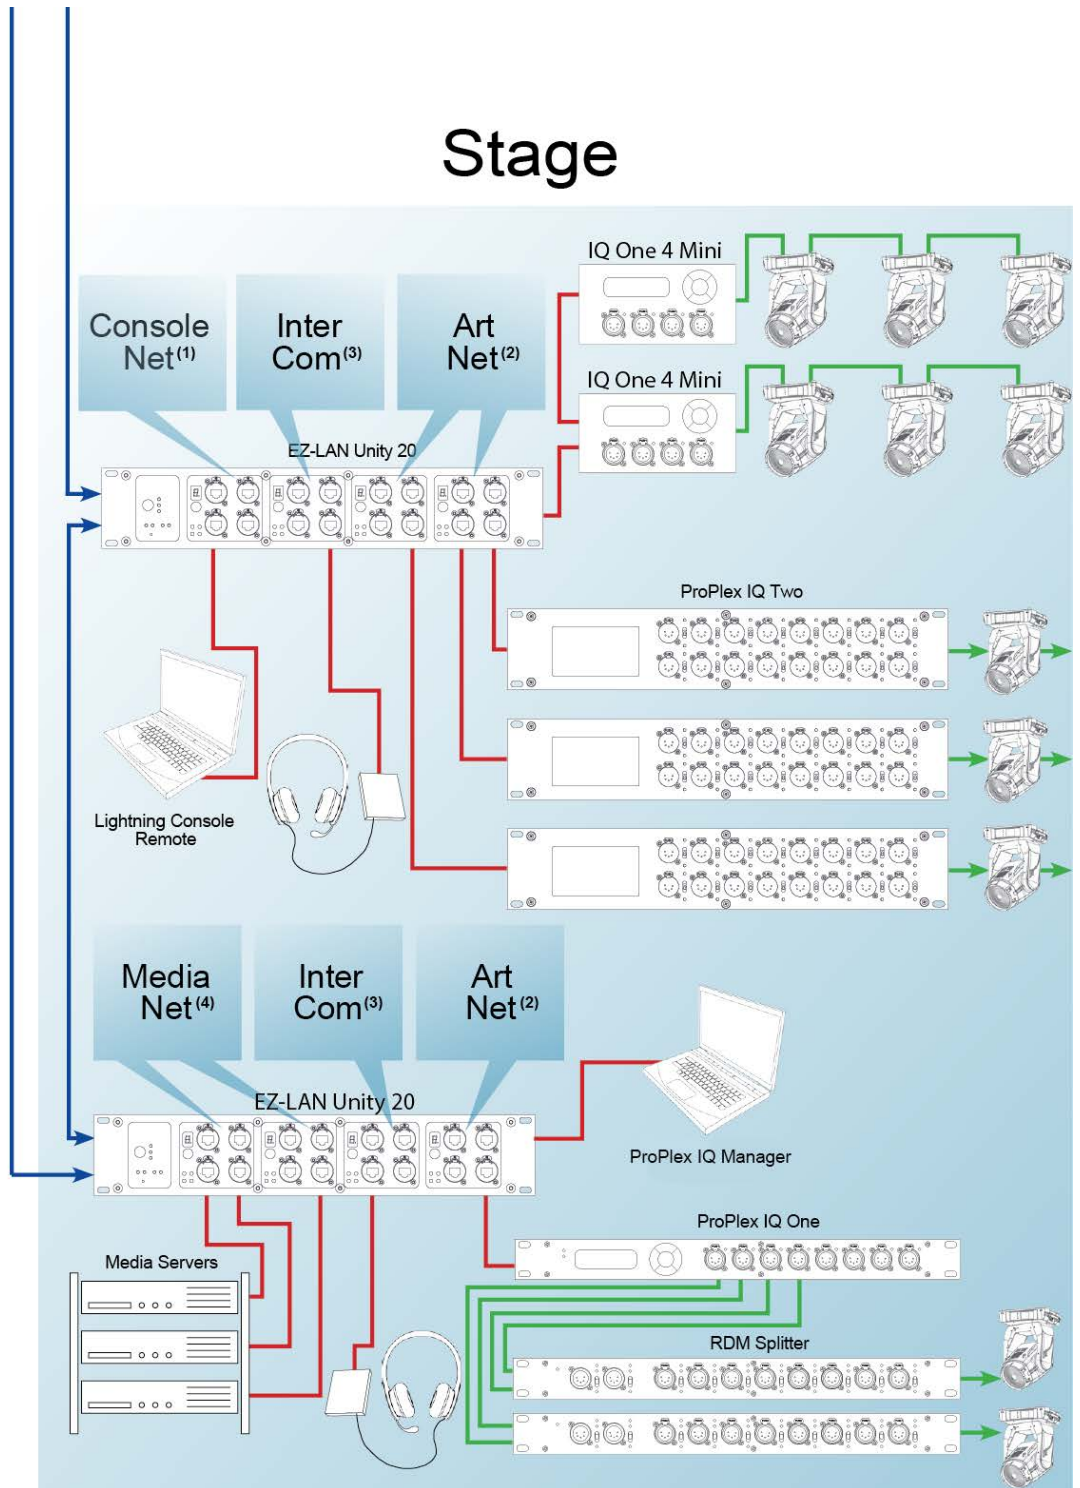 Stage
IQ One 4 Mini
Console
Net(1)
Inter
Com(3)
Art
Net(2)
IQ One 4 Mini
EZ-LAN Unity 20
ProPlex IQ Two
Lightning Console
Remote
Media
Net(4)
Inter
Com(3)
Art
Net(2)
EZ-LAN Unity 20
ProPlex IQ Manager
ProPlex IQ One
Media Servers
RDM Splitter